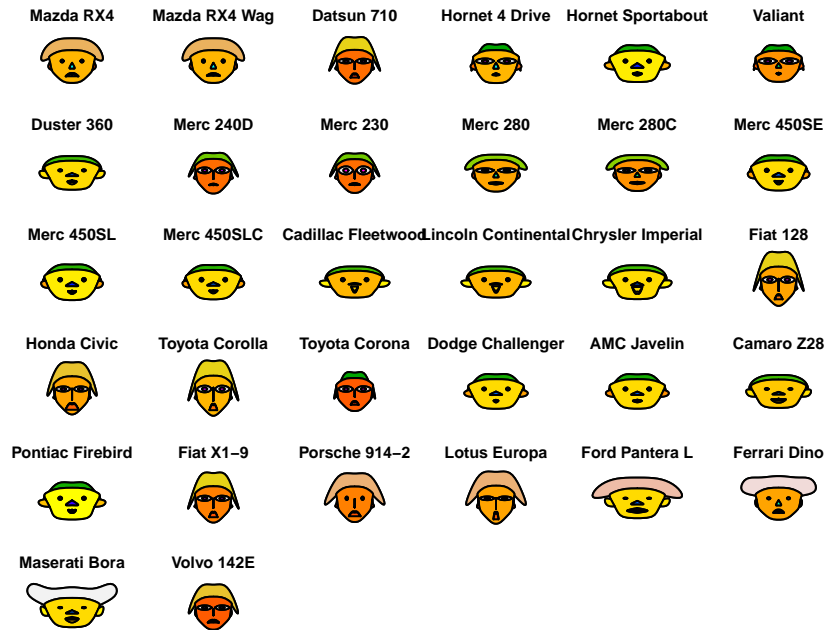 Mazda RX4 Mazda RX4 Wag Datsun 710 Hornet 4 Drive Hornet Sportabout Valiant
Duster 360 Merc 240D Merc 230 Merc 280 Merc 280C Merc 450SE
Merc 450SL Merc 450SLC Cadillac Fleetwood Lincoln Continental Chrysler Imperial Fiat 128
Honda Civic Toyota Corolla Toyota Corona Dodge Challenger AMC Javelin Camaro Z28
Pontiac Firebird Fiat X1−9 Porsche 914−2 Lotus Europa Ford Pantera L Ferrari Dino
Maserati Bora Volvo 142E